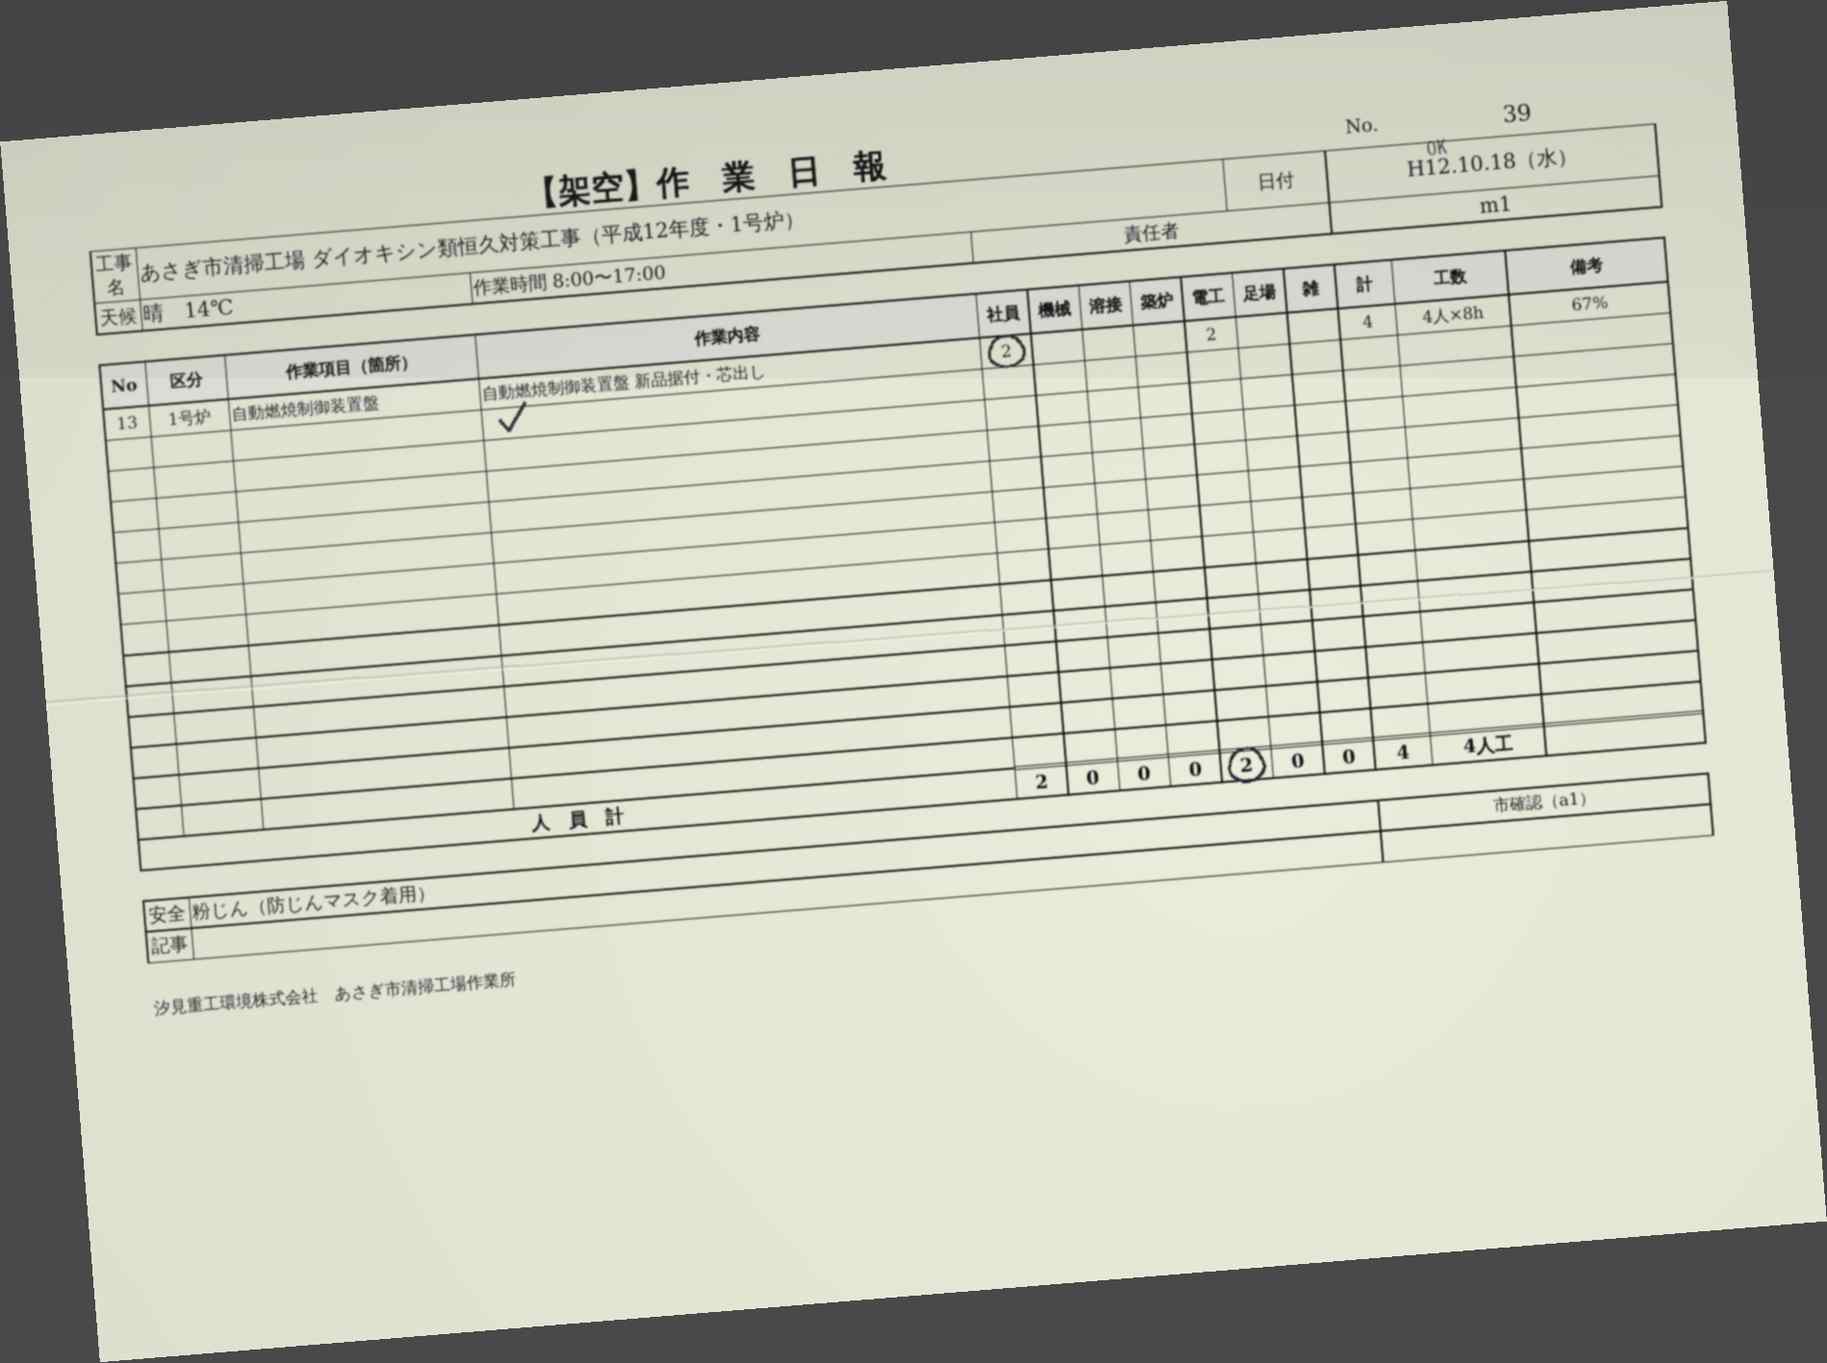 No. 39
【架空】作 業 日 報
OK
工事名 あさぎ市清掃工場 ダイオキシン類恒久対策工事（平成12年度・1号炉） 日付 H12.10.18（水）
天候 晴 14℃ 作業時間 8:00〜17:00 責任者 m1
No 区分 作業項目（箇所） 作業内容 社員 機械 溶接 築炉 電工 足場 雑 計 工数 備考
13 1号炉 自動燃焼制御装置盤 自動燃焼制御装置盤 新品据付・芯出し 2 2 4 4人×8h 67%
人 員 計 2 0 0 0 2 0 0 4 4人工
安全 粉じん（防じんマスク着用） 市確認（a1）
記事
汐見重工環境株式会社 あさぎ市清掃工場作業所